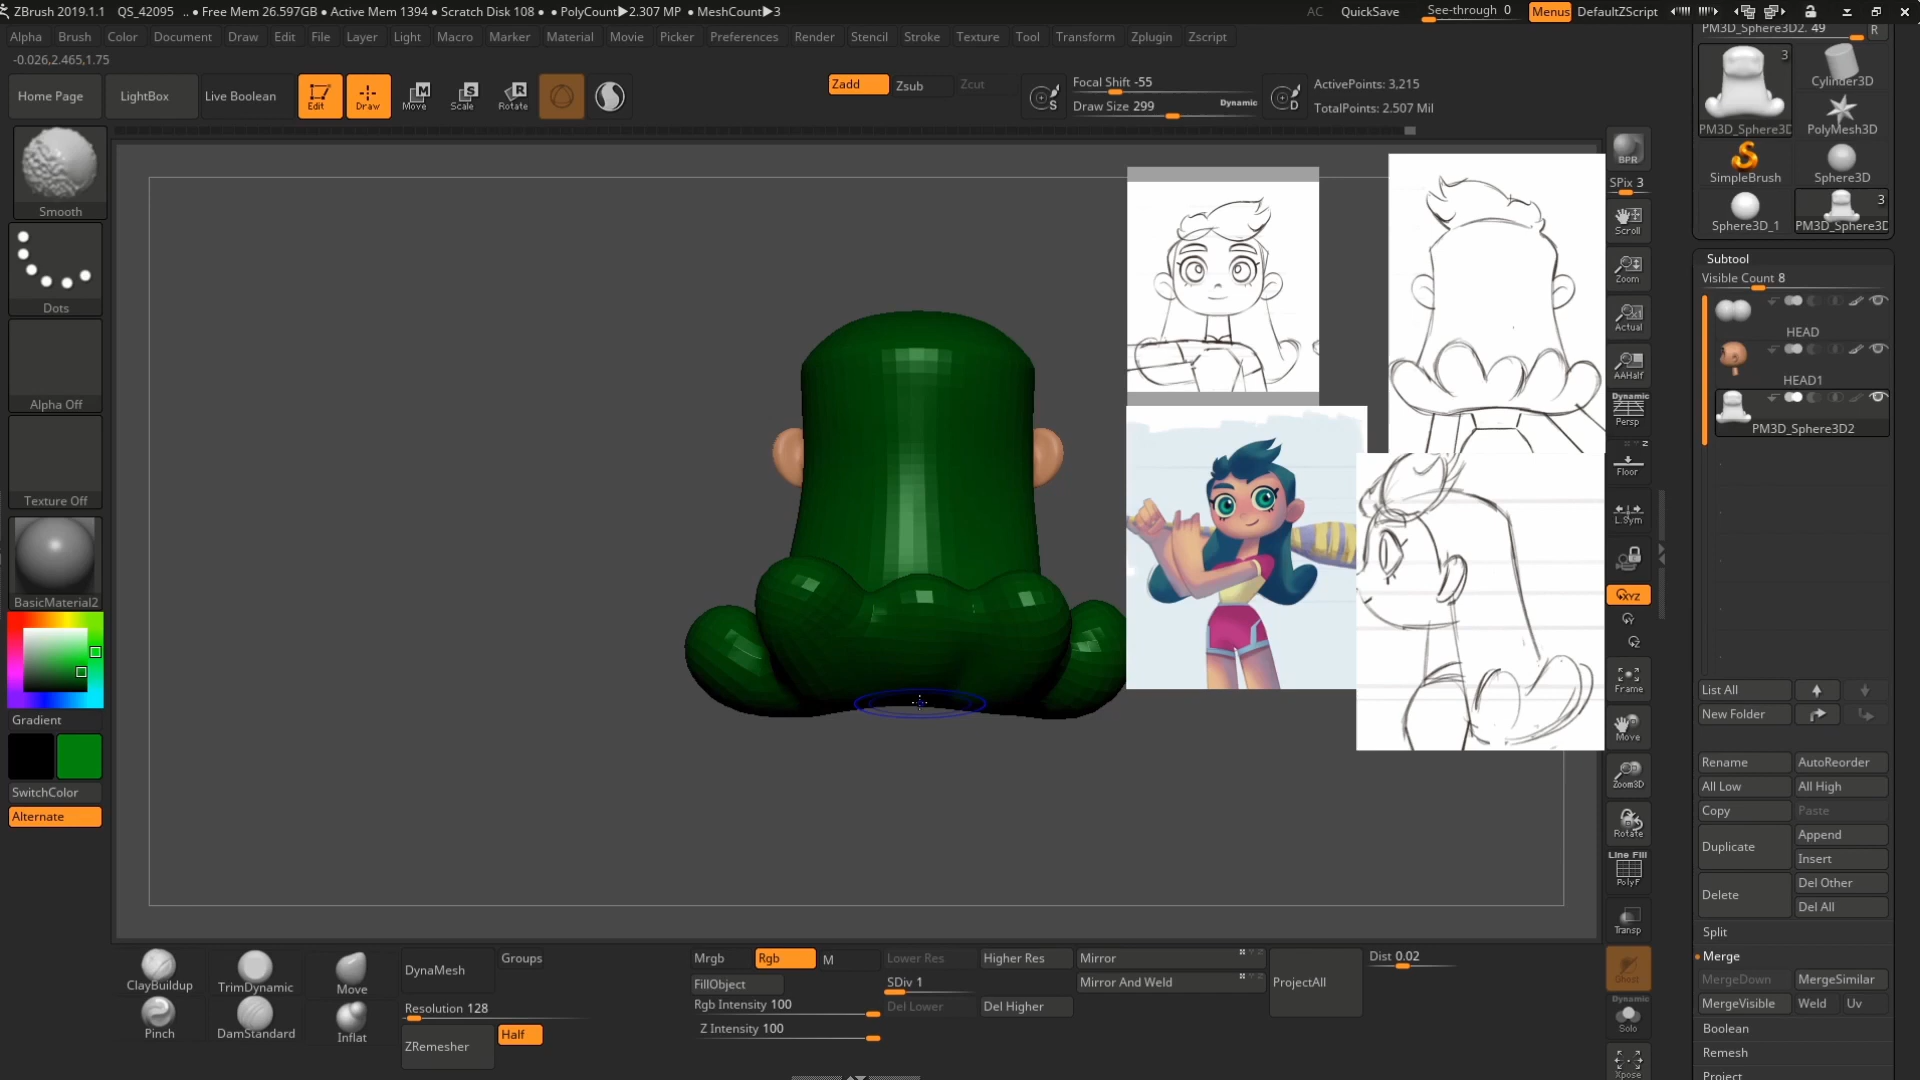 ZBrush 2019.1.1 QS_42095 .. ● Free Mem 26.597GB ● Active Mem 1394 ● Scratch Disk 108 ● ● PolyCount▶2.307 MP ● MeshCount▶3 AC QuickSave See-through 0 Menus DefaultZScript
Alpha Brush Color Document Draw Edit File Layer Light Macro Marker Material Movie Picker Preferences Render Stencil Stroke Texture Tool Transform Zplugin Zscript
-0.026,2.465,1.75
Home Page LightBox Live Boolean Edit Draw Move Scale Rotate
Zadd Zsub Zcut
Focal Shift -55
Draw Size 299 Dynamic
ActivePoints: 3,215
TotalPoints: 2.507 Mil
Smooth
Dots
Alpha Off
Texture Off
BasicMaterial2
Gradient
SwitchColor
Alternate
BPR
SPix 3
Scroll
Zoom
Actual
AAHalf
Dynamic
Persp
Floor
L.Sym
XYZ
Frame
Move
Zoom3D
Rotate
Line Fill
PolyF
Transp
Ghost
Dynamic
Solo
Xpose
PM3D_Sphere3D2. 49 R
3
Cylinder3D
PM3D_Sphere3D
PolyMesh3D
SimpleBrush Sphere3D
3
Sphere3D_1 PM3D_Sphere3D
Subtool
Visible Count 8
HEAD
HEAD1
PM3D_Sphere3D2
List All
New Folder
Rename AutoReorder
All Low All High
Copy Paste
Duplicate Append
Insert
Delete Del Other
Del All
Split
Merge
MergeDown MergeSimilar
MergeVisible Weld Uv
Boolean
Remesh
Project
ClayBuildup TrimDynamic Move
Pinch DamStandard Inflat
DynaMesh Groups
Resolution 128
ZRemesher Half
Mrgb Rgb M
FillObject
Rgb Intensity 100
Z Intensity 100
Lower Res Higher Res
SDiv 1
Del Lower Del Higher
Mirror
Mirror And Weld
ProjectAll
Dist 0.02